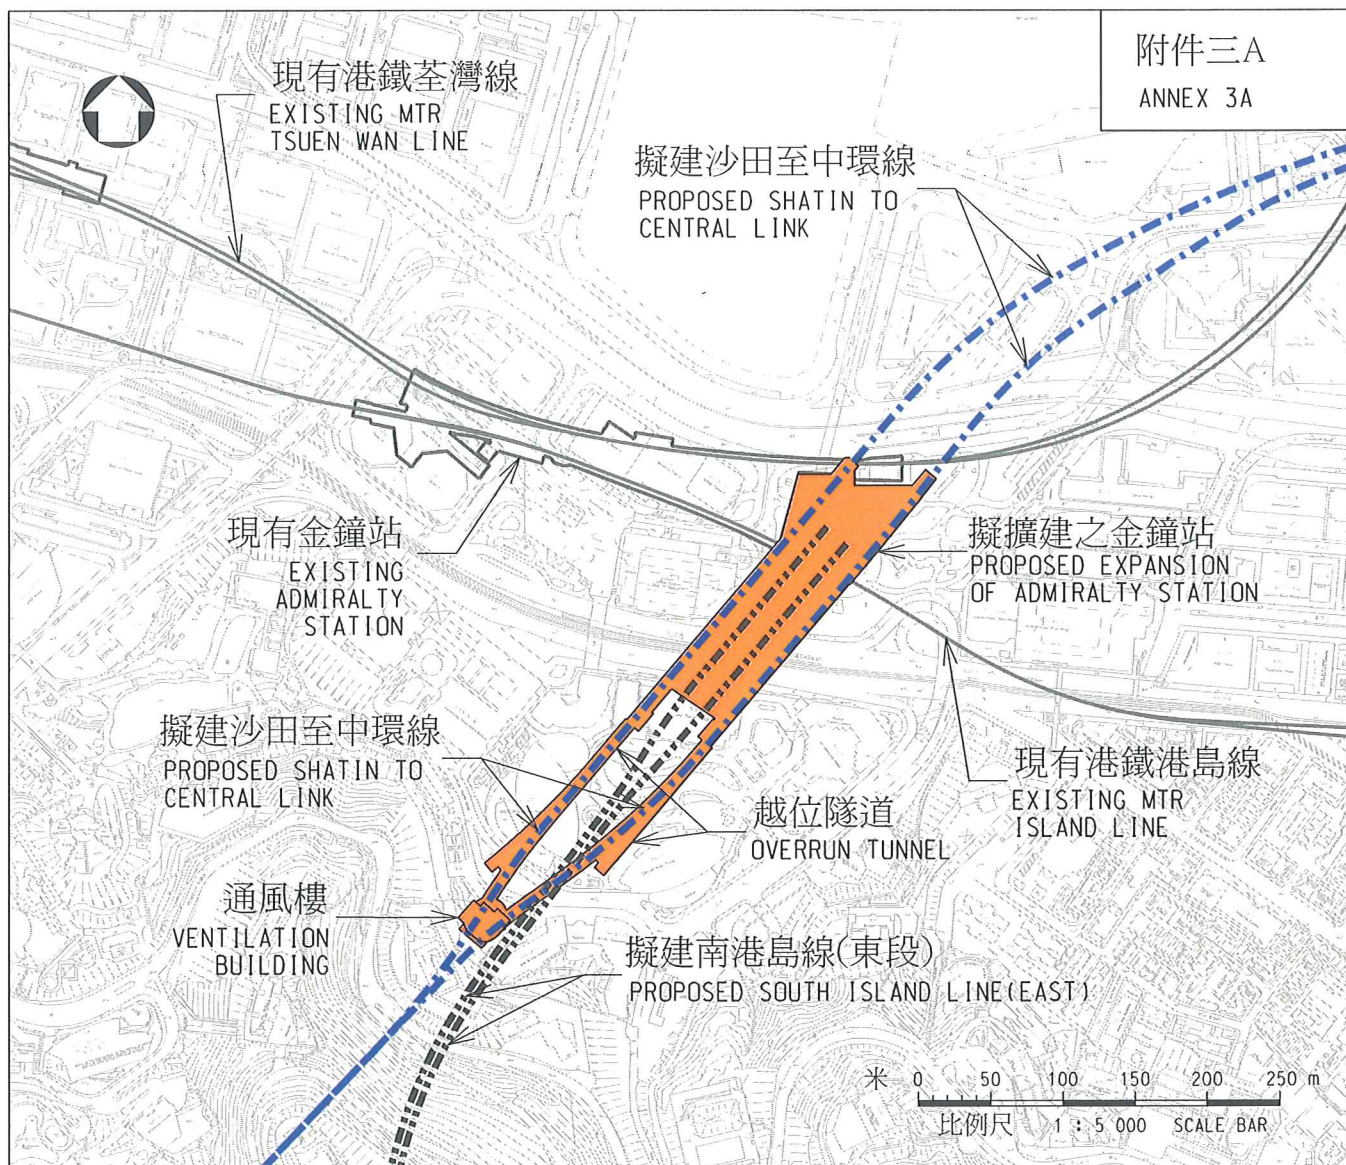 附件三A
ANNEX 3A
現有港鐵荃灣線
EXISTING MTR
TSUEN WAN LINE
擬建沙田至中環線
PROPOSED SHATIN TO
CENTRAL LINK
現有金鐘站
EXISTING
ADMIRALTY
STATION
擬擴建之金鐘站
PROPOSED EXPANSION
OF ADMIRALTY STATION
擬建沙田至中環線
PROPOSED SHATIN TO
CENTRAL LINK
現有港鐵港島線
EXISTING MTR
ISLAND LINE
越位隧道
OVERRUN TUNNEL
通風樓
VENTILATION
BUILDING
擬建南港島線(東段)
PROPOSED SOUTH ISLAND LINE(EAST)
米 0 50 100 150 200 250 m
比例尺 1 : 5 000 SCALE BAR